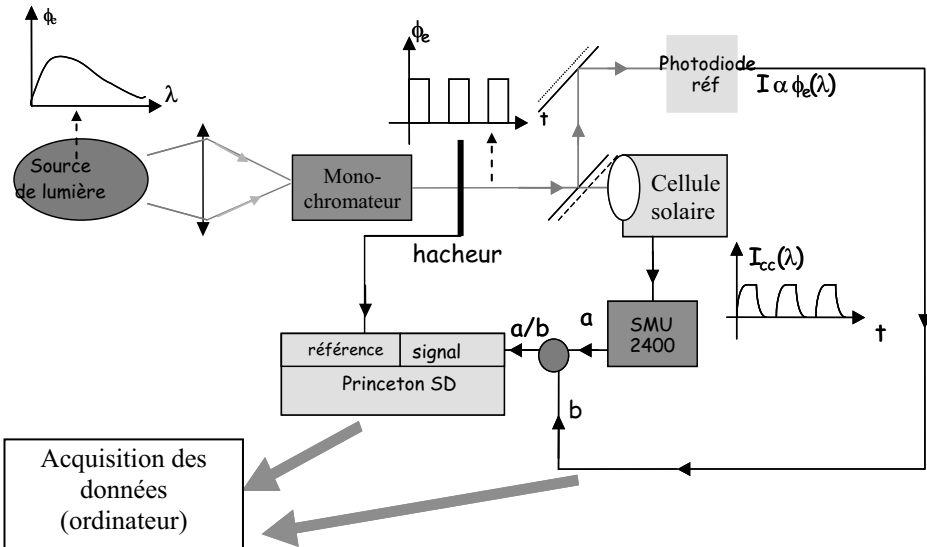 ϕe
λ
Source
de lumière
Mono-
chromateur
ϕe
t
hacheur
Photodiode
réf
I α ϕe(λ)
Cellule
solaire
Icc(λ)
t
SMU
2400
a
a/b
b
référence
signal
Princeton SD
Acquisition des
données
(ordinateur)